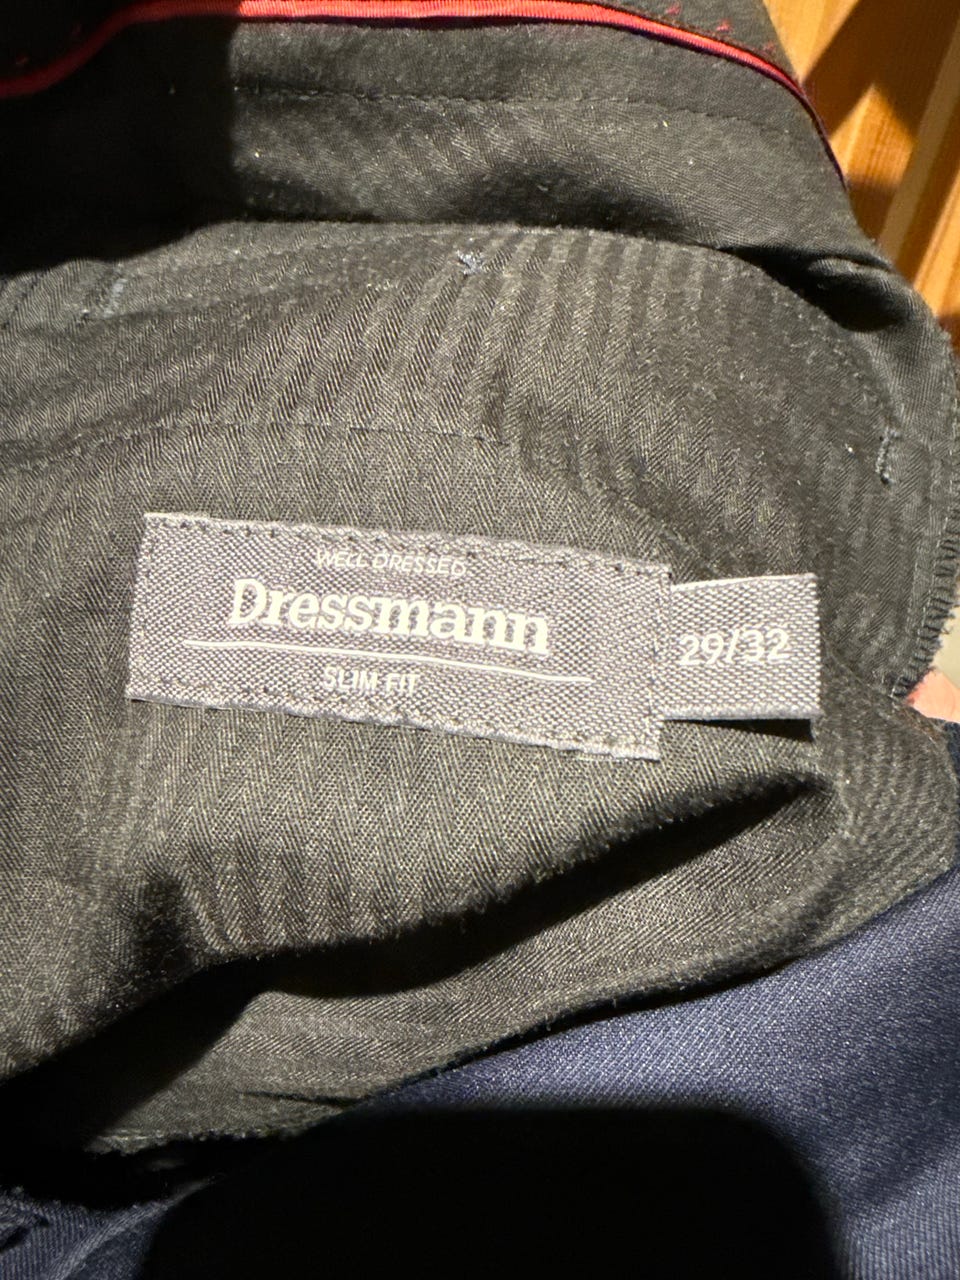 WELL DRESSED
Dressmann
SLIM FIT
29/32